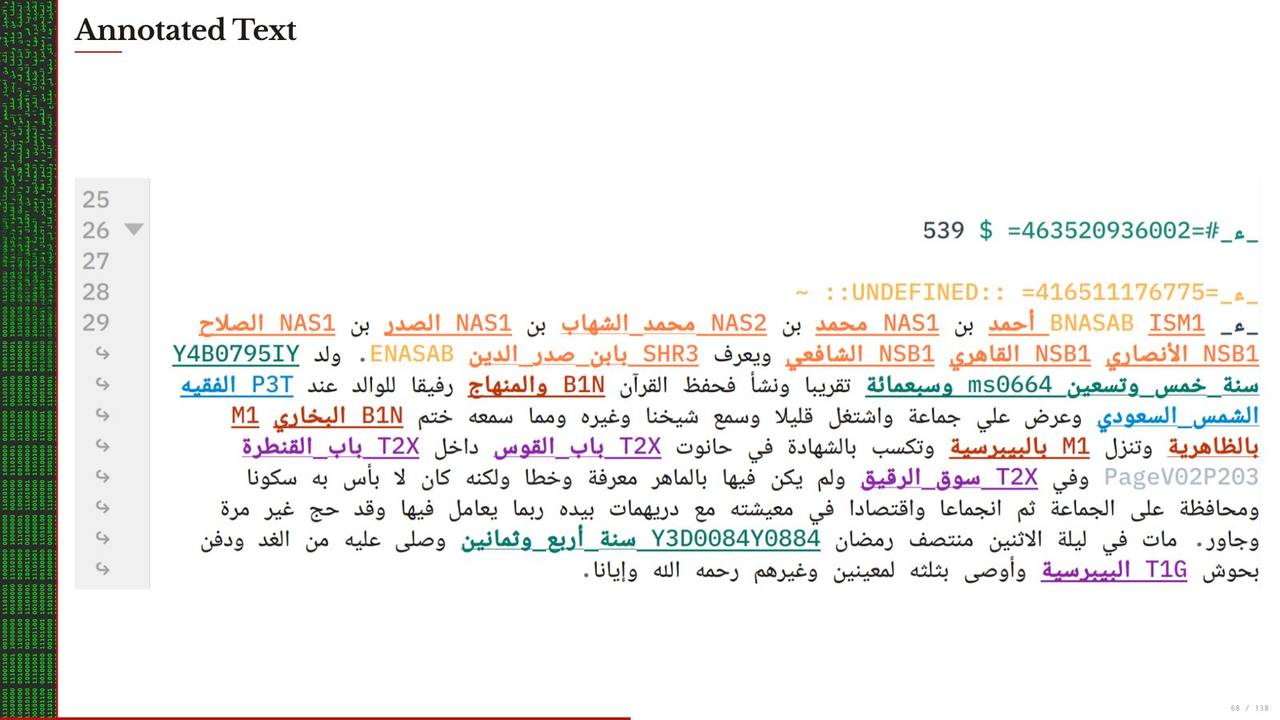 Annotated Text
25
26
_ء_#=463520936002= $ 539
27
28
_ء_=416511176775= ::UNDEFINED:: ~
29
_ء_ BNASAB ISM1 أحمد بن NAS1 محمد بن NAS2 محمد_الشهاب بن NAS1 الصدر بن NAS1 الصلاح
NSB1 الأنصاري NSB1 القاهري NSB1 الشافعي ويعرف SHR3 بابن_صدر_الدين ENASAB. ولد Y4B0795IY
سنة_خمس_وتسعين ms0664 وسبعمائة تقريبا ونشأ فحفظ القرآن B1N والمنهاج رفيقا للوالد عند P3T الفقيه
الشمس_السعودي وعرض علي جماعة واشتغل قليلا وسمع شيخنا وغيره ومما سمعه ختم B1N البخاري M1
بالظاهرية وتنزل M1 بالبيبرسية وتكسب بالشهادة في حانوت T2X باب_القوس داخل T2X باب_القنطرة
PageV02P203 وفي T2X سوق_الرقيق ولم يكن فيها بالماهر معرفة وخطا ولكنه كان لا بأس به سكونا
ومحافظة على الجماعة ثم انجماعا واقتصادا في معيشته مع دريهمات بيده ربما يعامل فيها وقد حج غير مرة
وجاور. مات في ليلة الاثنين منتصف رمضان Y3D0084Y0884 سنة_أربع_وثمانين وصلى عليه من الغد ودفن
بحوش T1G البيبرسية وأوصى بثلثه لمعينين وغيرهم رحمه الله وإيانا.
68 / 138